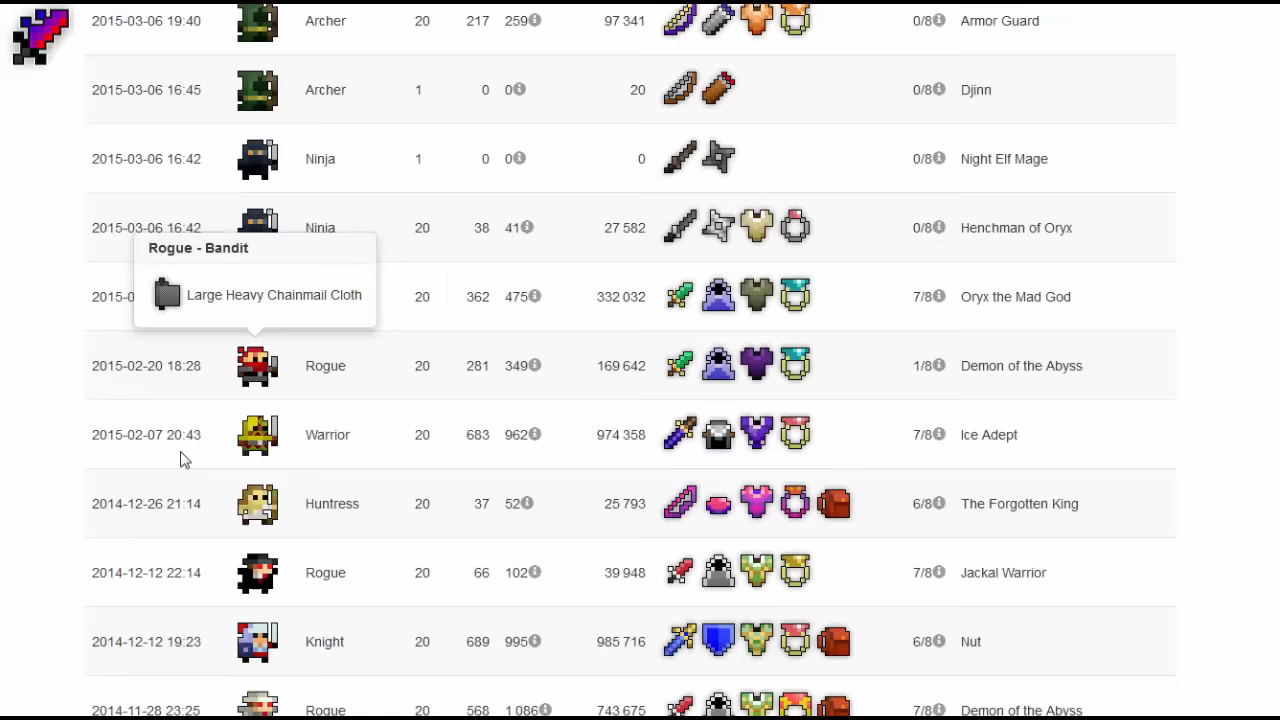 2015-03-06 19:40 Archer 20 217 259 97 341 0/8 Armor Guard
2015-03-06 16:45 Archer 1 0 0 20 0/8 Djinn
2015-03-06 16:42 Ninja 1 0 0 0 0/8 Night Elf Mage
2015-03-06 16:42 Ninja 20 38 41 27 582 0/8 Henchman of Oryx
Rogue - Bandit
Large Heavy Chainmail Cloth
2015-0 20 362 475 332 032 7/8 Oryx the Mad God
2015-02-20 18:28 Rogue 20 281 349 169 642 1/8 Demon of the Abyss
2015-02-07 20:43 Warrior 20 683 962 974 358 7/8 Ice Adept
2014-12-26 21:14 Huntress 20 37 52 25 793 6/8 The Forgotten King
2014-12-12 22:14 Rogue 20 66 102 39 948 7/8 Jackal Warrior
2014-12-12 19:23 Knight 20 689 995 985 716 6/8 Nut
2014-11-28 23:25 Rogue 20 568 1 086 743 675 7/8 Demon of the Abyss